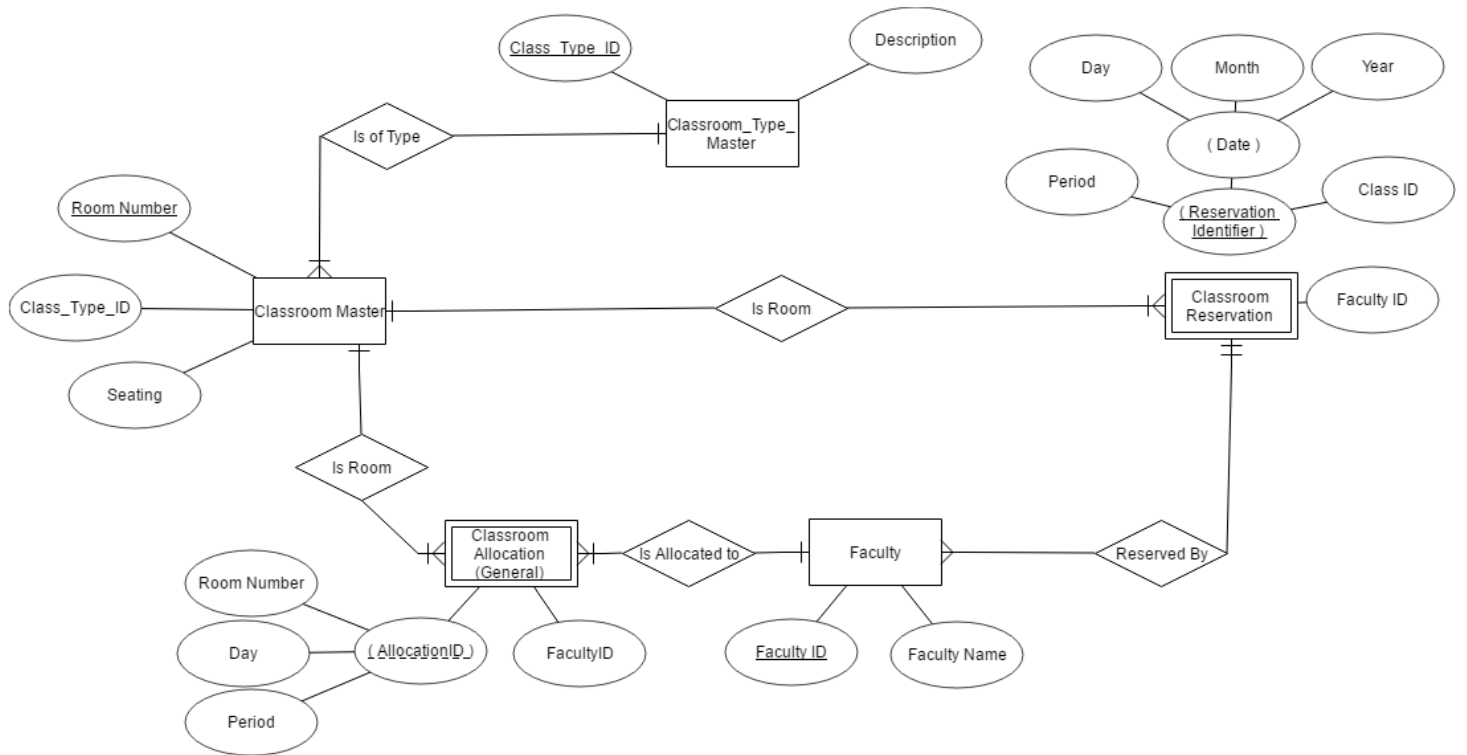 Class_Type_ID
Description
Day
Month
Year
Is of Type
Classroom_Type_
Master
( Date )
Period
Class ID
( Reservation
Identifier )
Room Number
Class_Type_ID
Classroom Master
Is Room
Classroom
Reservation
Faculty ID
Seating
Is Room
Classroom
Allocation
(General)
Is Allocated to
Faculty
Reserved By
Room Number
Day
( AllocationID )
FacultyID
Faculty ID
Faculty Name
Period